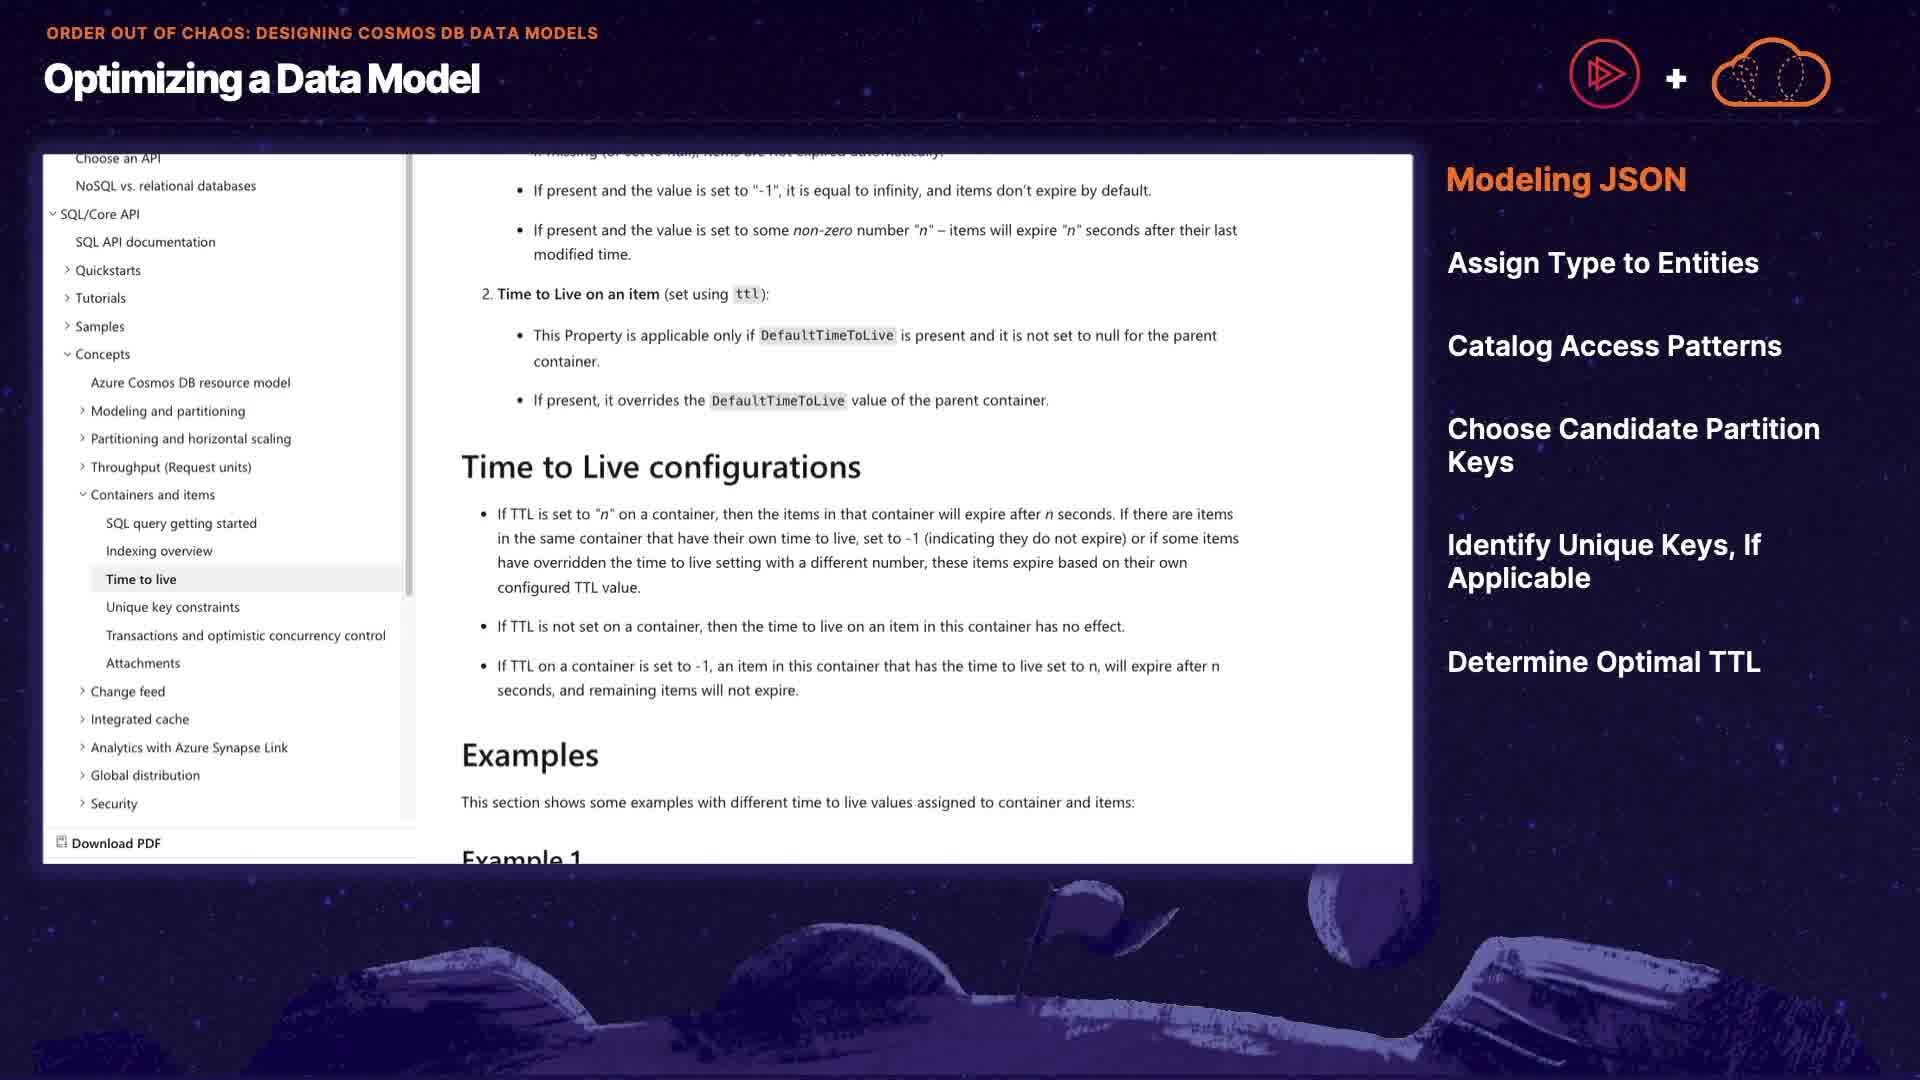 ORDER OUT OF CHAOS: DESIGNING COSMOS DB DATA MODELS
Optimizing a Data Model
+
Choose an API
NoSQL vs. relational databases
SQL/Core API
SQL API documentation
Quickstarts
Tutorials
Samples
Concepts
Azure Cosmos DB resource model
Modeling and partitioning
Partitioning and horizontal scaling
Throughput (Request units)
Containers and items
SQL query getting started
Indexing overview
Time to live
Unique key constraints
Transactions and optimistic concurrency control
Attachments
Change feed
Integrated cache
Analytics with Azure Synapse Link
Global distribution
Security
Download PDF
If missing (or set to null), items are not expired automatically.
• If present and the value is set to "-1", it is equal to infinity, and items don't expire by default.
• If present and the value is set to some non-zero number "n" – items will expire "n" seconds after their last
modified time.
2. Time to Live on an item (set using ttl):
• This Property is applicable only if DefaultTimeToLive is present and it is not set to null for the parent
container.
• If present, it overrides the DefaultTimeToLive value of the parent container.
Time to Live configurations
• If TTL is set to "n" on a container, then the items in that container will expire after n seconds. If there are items
in the same container that have their own time to live, set to -1 (indicating they do not expire) or if some items
have overridden the time to live setting with a different number, these items expire based on their own
configured TTL value.
• If TTL is not set on a container, then the time to live on an item in this container has no effect.
• If TTL on a container is set to -1, an item in this container that has the time to live set to n, will expire after n
seconds, and remaining items will not expire.
Examples
This section shows some examples with different time to live values assigned to container and items:
Example 1
Modeling JSON
Assign Type to Entities
Catalog Access Patterns
Choose Candidate Partition
Keys
Identify Unique Keys, If
Applicable
Determine Optimal TTL